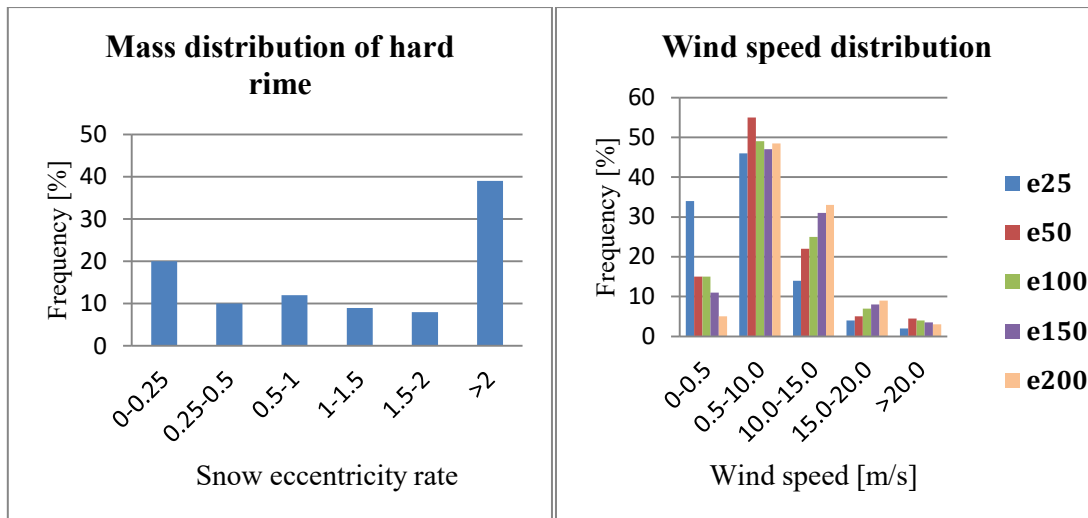 Mass distribution of hard
rime
50
40
30
20
10
0
Frequency [%]
0-0.25
0.25-0.5
0.5-1
1-1.5
1.5-2
>2
Snow eccentricity rate
Wind speed distribution
60
50
40
30
20
10
0
Frequency [%]
0-0.5
0.5-10.0
10.0-15.0
15.0-20.0
>20.0
Wind speed [m/s]
e25
e50
e100
e150
e200